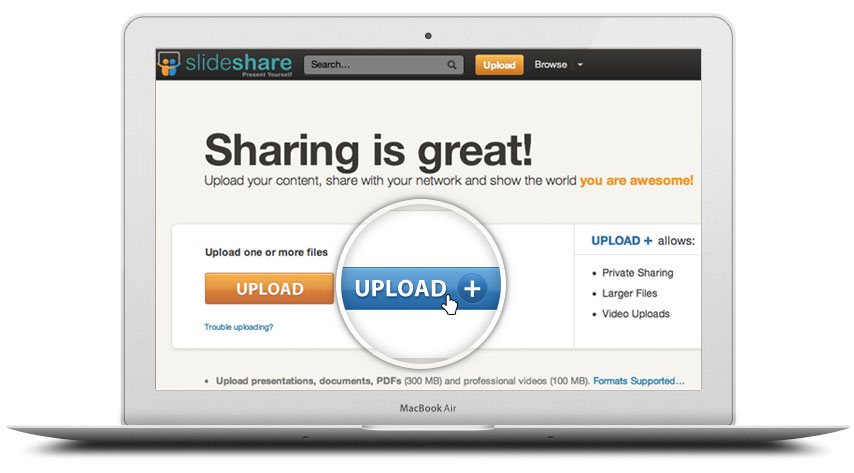 slideshare
Present Yourself
Search...
Upload
Browse
Sharing is great!
Upload your content, share with your network and show the world you are awesome!
Upload one or more files
UPLOAD
Trouble uploading?
UPLOAD +
UPLOAD + allows:
• Private Sharing
• Larger Files
• Video Uploads
• Upload presentations, documents, PDFs (300 MB) and professional videos (100 MB). Formats Supported...
MacBook Air